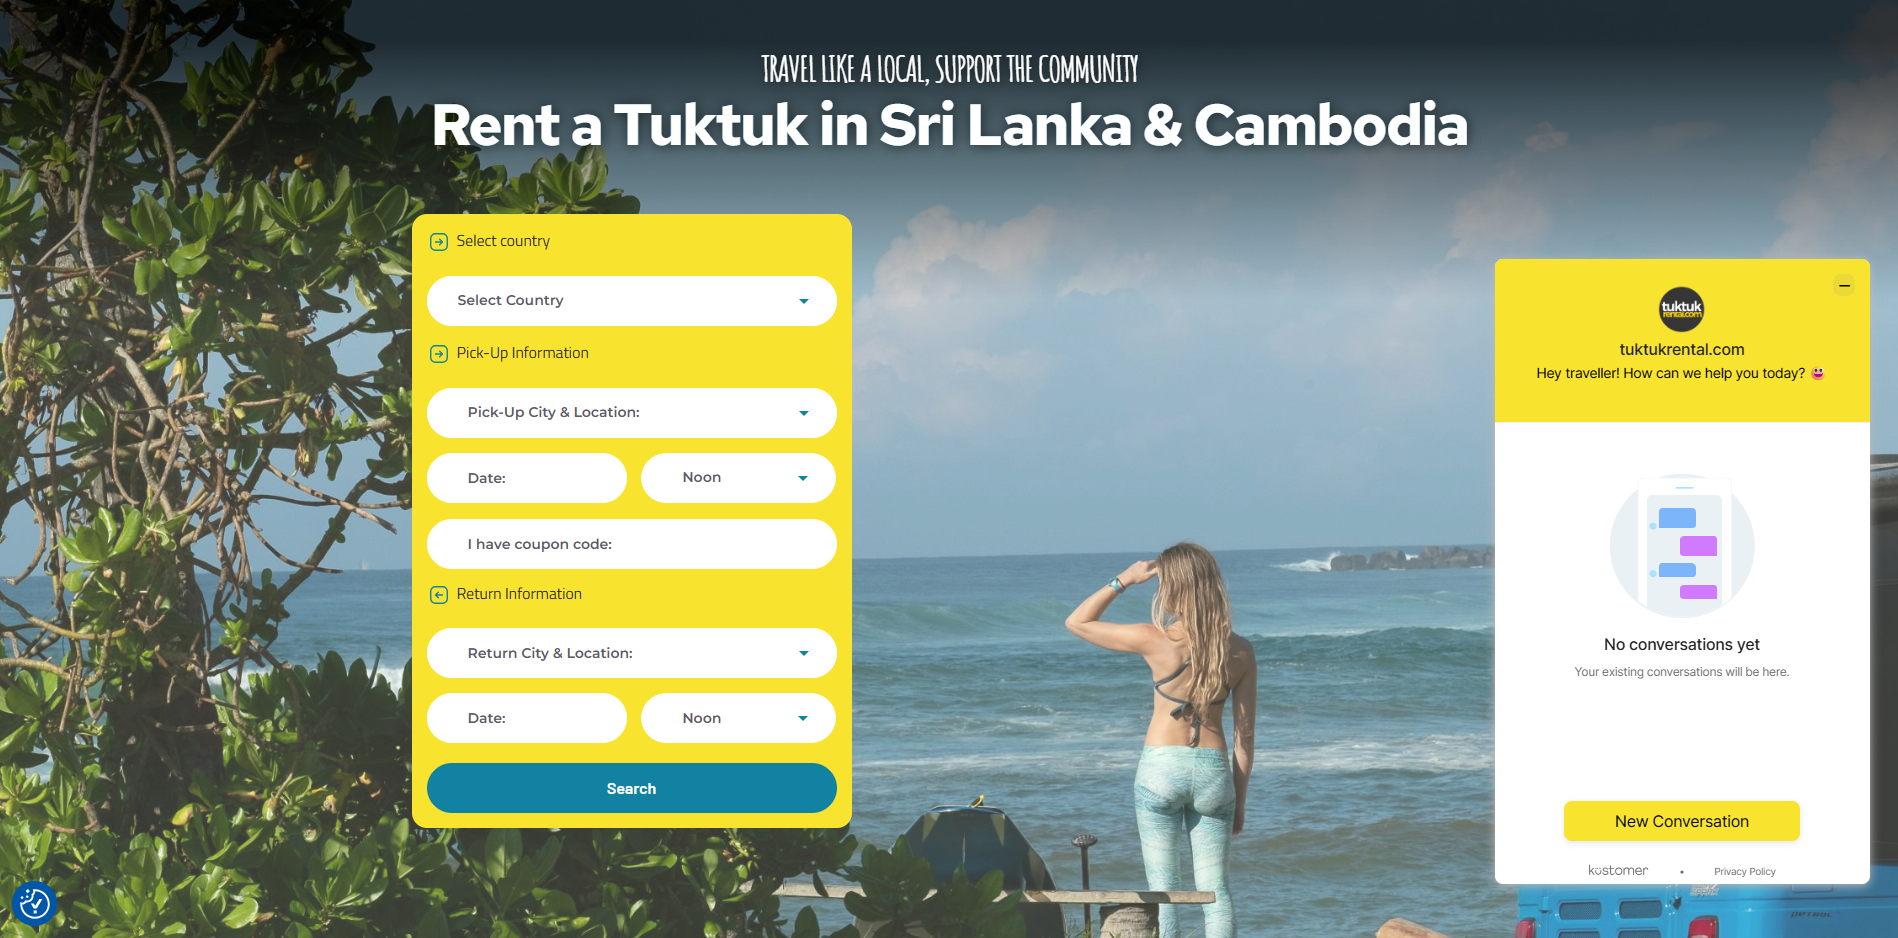 TRAVEL LIKE A LOCAL, SUPPORT THE COMMUNITY
Rent a Tuktuk in Sri Lanka & Cambodia
Select country
Select Country
Pick-Up Information
Pick-Up City & Location:
Date:
Noon
I have coupon code:
Return Information
Return City & Location:
Date:
Noon
Search
tuktuk
rental.com
tuktukrental.com
Hey traveller! How can we help you today?
No conversations yet
Your existing conversations will be here.
New Conversation
kustomer
Privacy Policy
PETROL